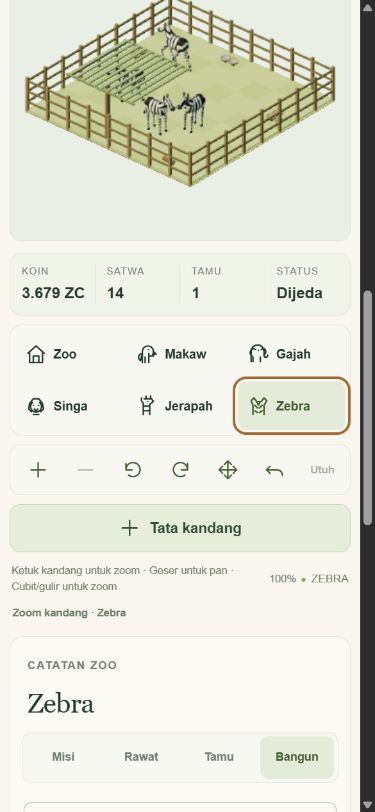 KOIN SATWA TAMU STATUS
3.679 ZC 14 1 Dijeda
Zoo Makaw Gajah
Singa Jerapah Zebra
Utuh
Tata kandang
Ketuk kandang untuk zoom · Geser untuk pan ·
Cubit/gulir untuk zoom
100% • ZEBRA
Zoom kandang · Zebra
CATATAN ZOO
Zebra
Misi Rawat Tamu Bangun